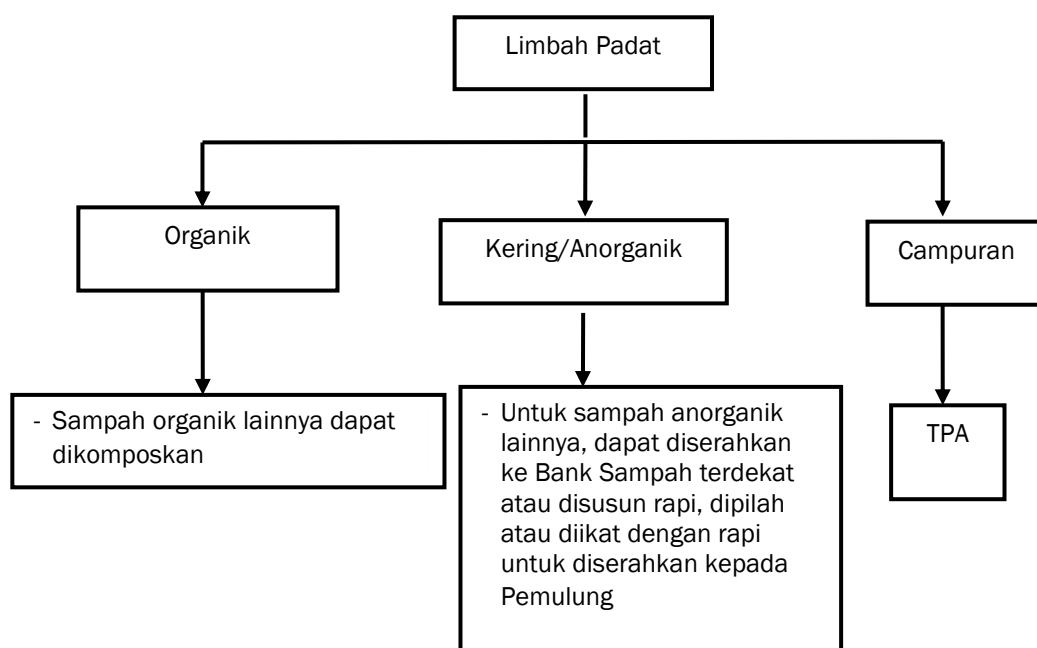 Limbah Padat
Organik
Kering/Anorganik
Campuran
- Sampah organik lainnya dapat
dikomposkan
- Untuk sampah anorganik
lainnya, dapat diserahkan
ke Bank Sampah terdekat
atau disusun rapi, dipilah
atau diikat dengan rapi
untuk diserahkan kepada
Pemulung
TPA